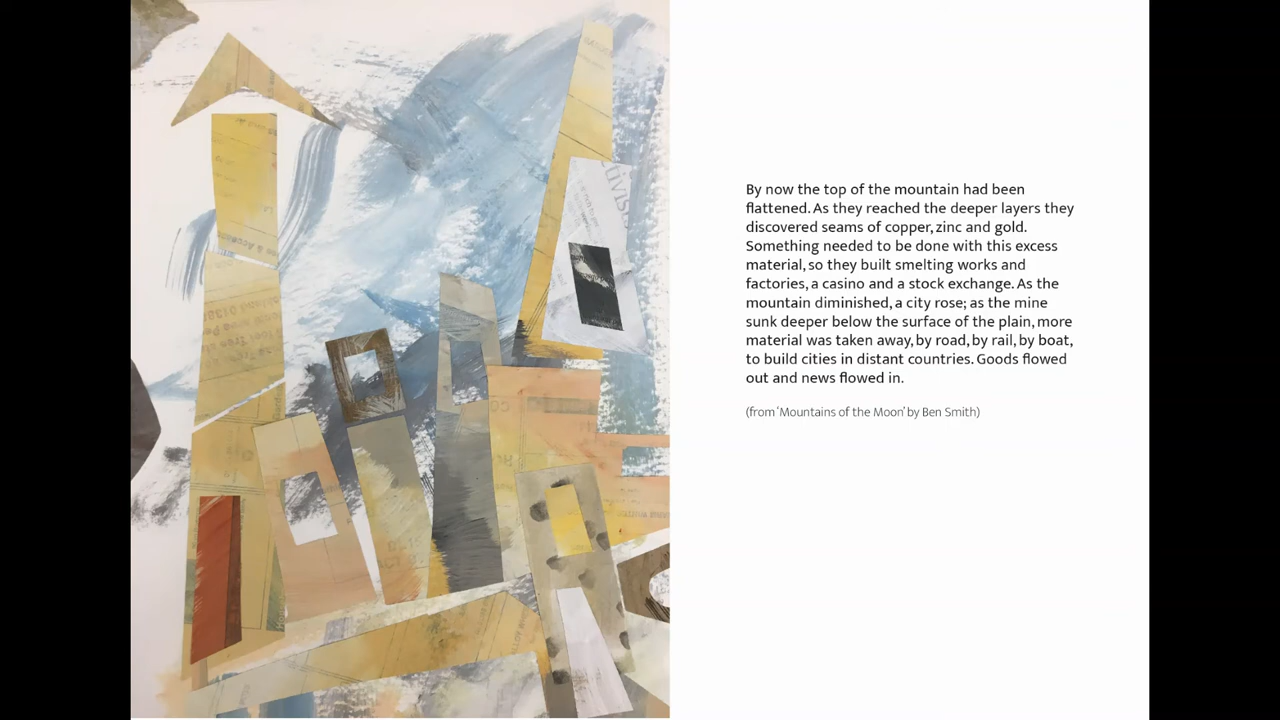 By now the top of the mountain had been
flattened. As they reached the deeper layers they
discovered seams of copper, zinc and gold.
Something needed to be done with this excess
material, so they built smelting works and
factories, a casino and a stock exchange. As the
mountain diminished, a city rose; as the mine
sunk deeper below the surface of the plain, more
material was taken away, by road, by rail, by boat,
to build cities in distant countries. Goods flowed
out and news flowed in.
(from 'Mountains of the Moon' by Ben Smith)